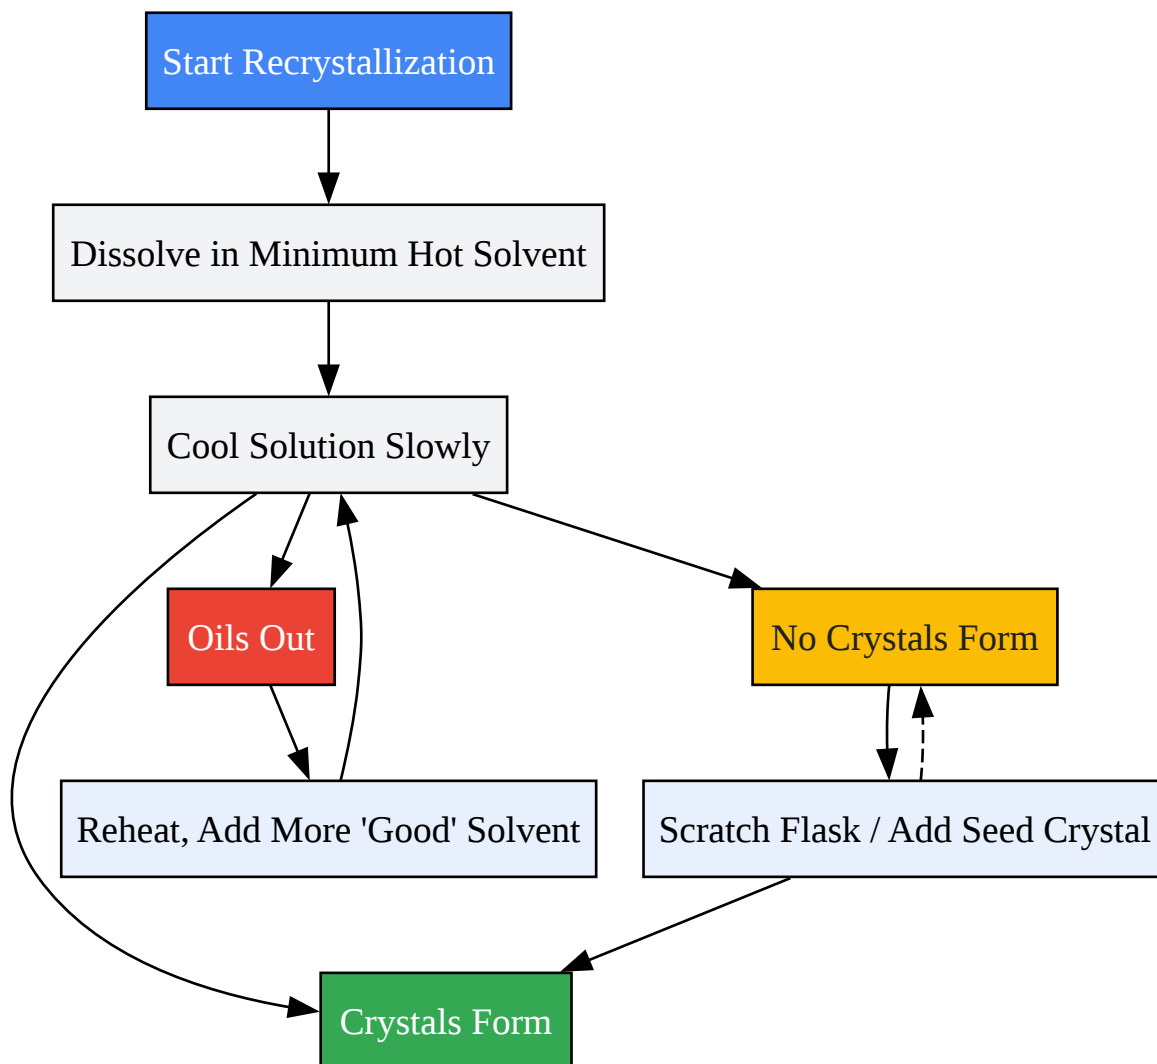 Start Recrystallization
Dissolve in Minimum Hot Solvent
Cool Solution Slowly
Oils Out
No Crystals Form
Reheat, Add More 'Good' Solvent
Scratch Flask / Add Seed Crystal
Crystals Form